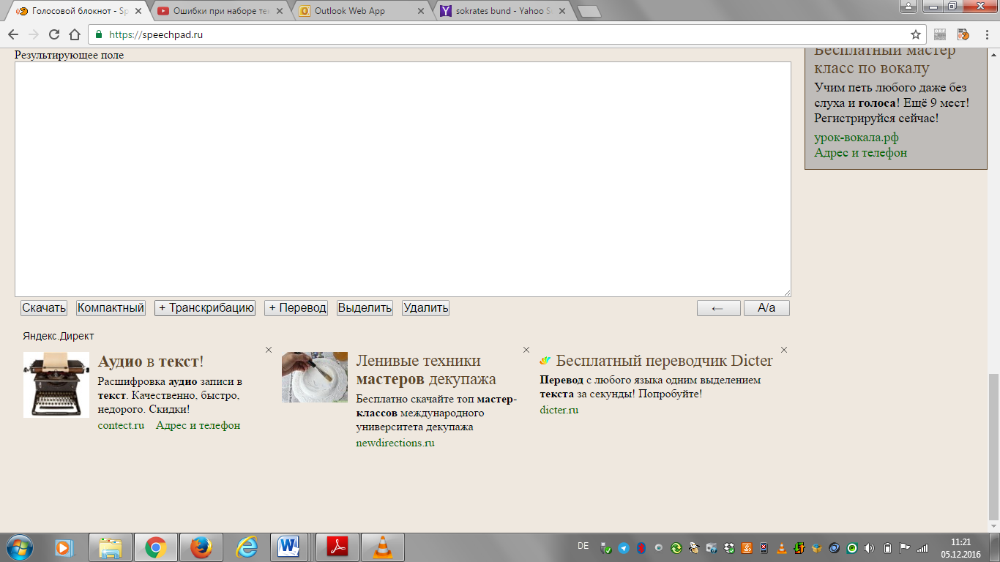 Голосовой блокнот - Sp
Ошибки при наборе тек
Outlook Web App
sokrates bund - Yahoo S
https://speechpad.ru
Результирующее поле
Бесплатный мастер
класс по вокалу
Учим петь любого даже без
слуха и голоса! Ещё 9 мест!
Регистрируйся сейчас!
урок-вокала.рф
Адрес и телефон
Скачать
Компактный
+ Транскрибацию
+ Перевод
Выделить
Удалить
←
A/a
Яндекс.Директ
Аудио в текст!
Расшифровка аудио записи в
текст. Качественно, быстро,
недорого. Скидки!
contect.ru Адрес и телефон
Ленивые техники
мастеров декупажа
Бесплатно скачайте топ мастер-
классов международного
университета декупажа
newdirections.ru
Бесплатный переводчик Dicter
Перевод с любого языка одним выделением
текста за секунды! Попробуйте!
dicter.ru
DE
11:21
05.12.2016